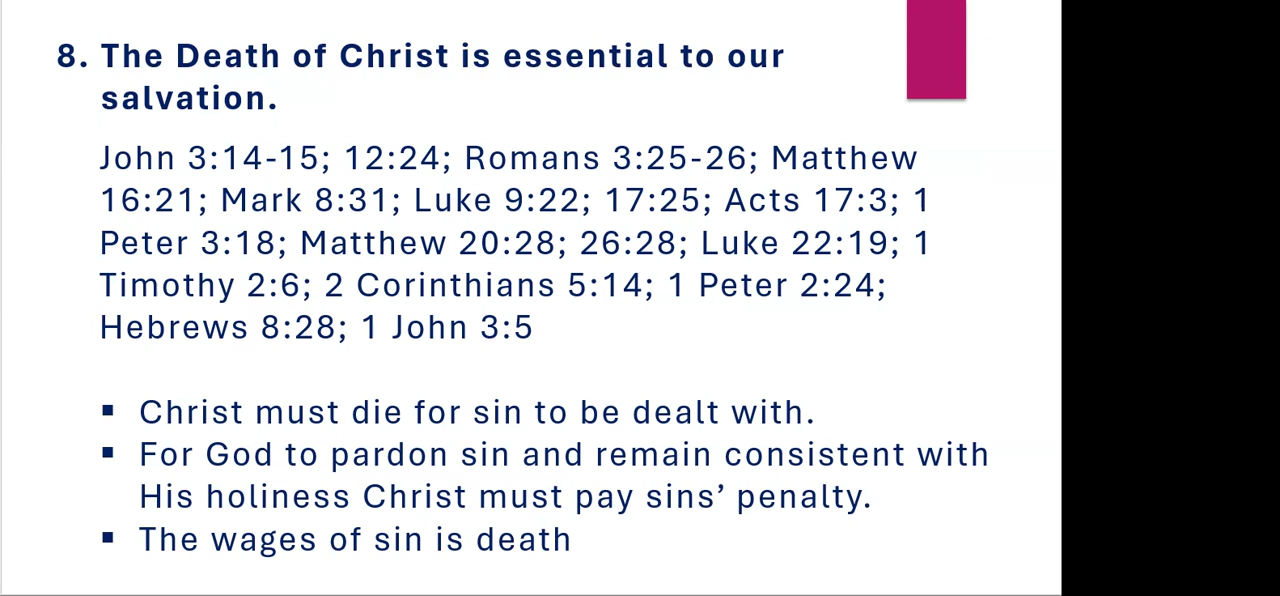 8. The Death of Christ is essential to our
salvation.
John 3:14-15; 12:24; Romans 3:25-26; Matthew
16:21; Mark 8:31; Luke 9:22; 17:25; Acts 17:3; 1
Peter 3:18; Matthew 20:28; 26:28; Luke 22:19; 1
Timothy 2:6; 2 Corinthians 5:14; 1 Peter 2:24;
Hebrews 8:28; 1 John 3:5
▪ Christ must die for sin to be dealt with.
▪ For God to pardon sin and remain consistent with
His holiness Christ must pay sins’ penalty.
▪ The wages of sin is death